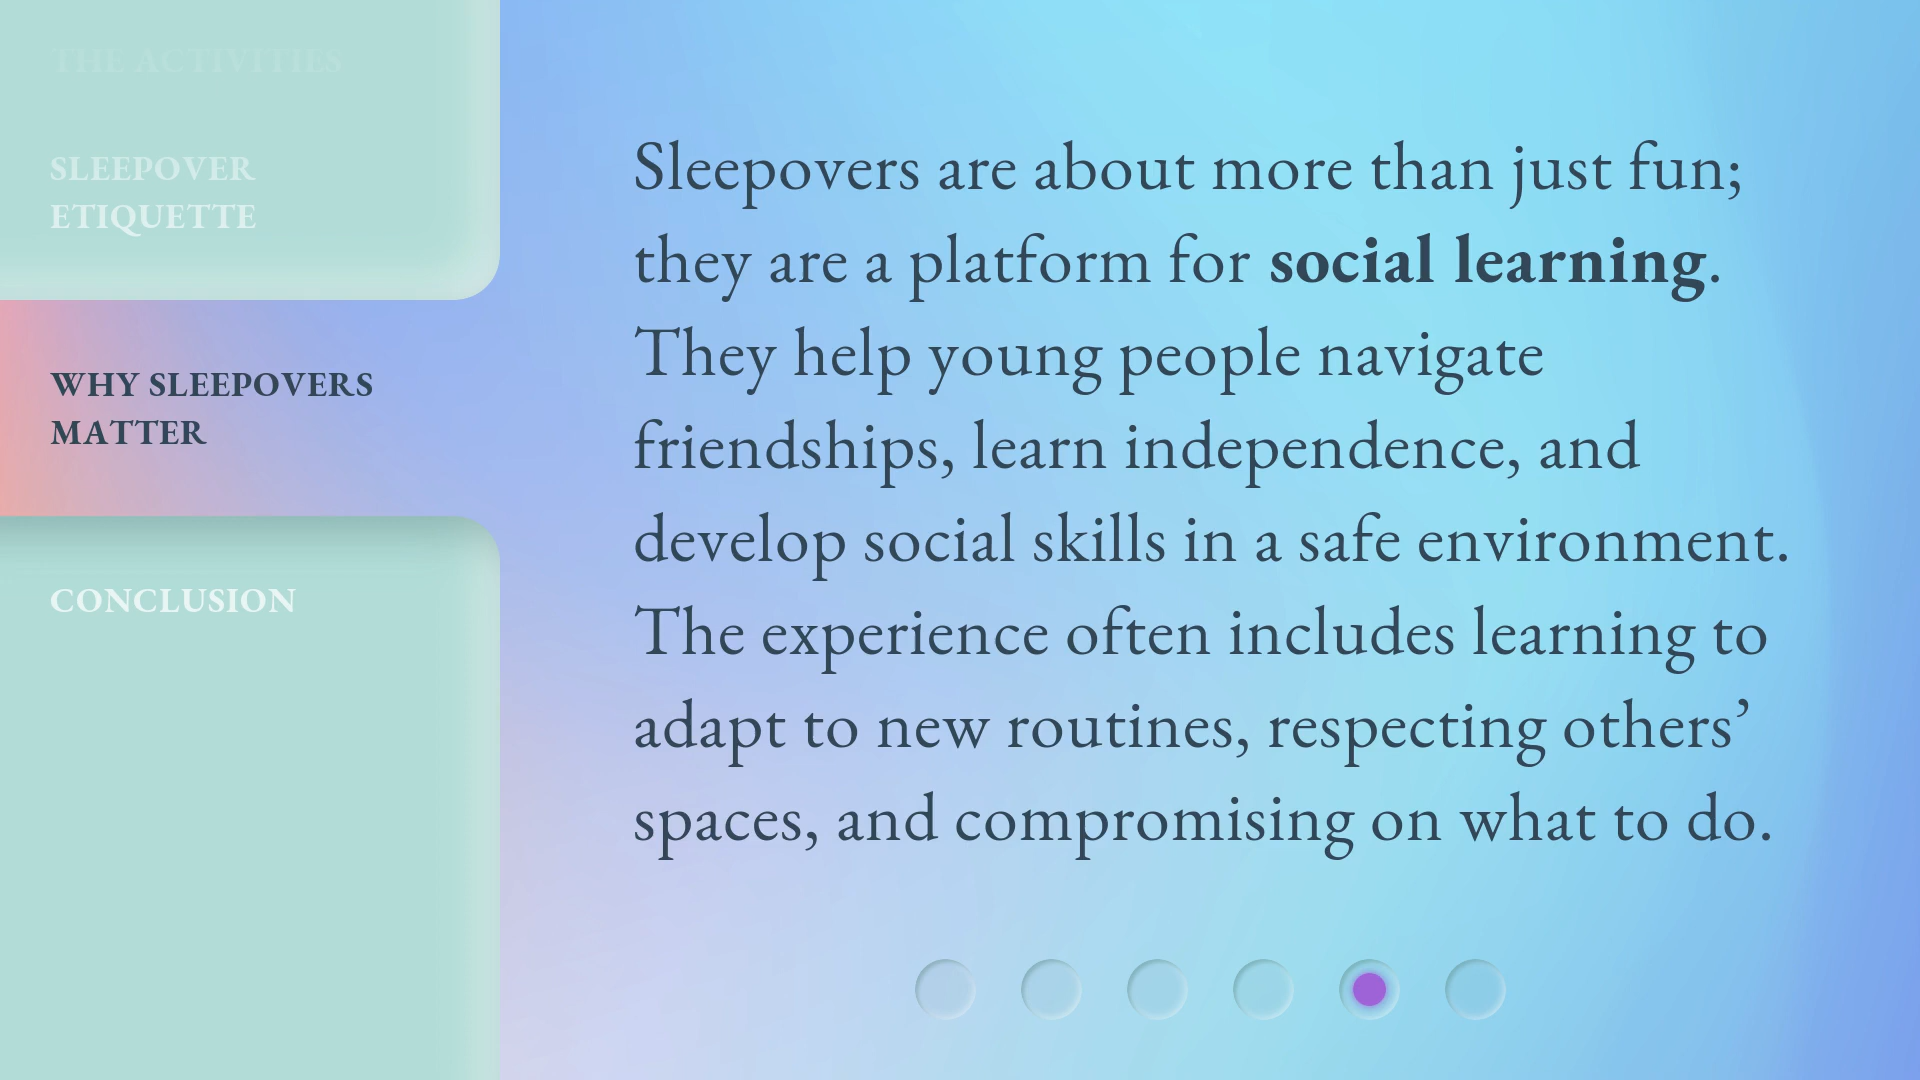 THE ACTIVITIES
SLEEPOVER
ETIQUETTE
WHY SLEEPOVERS
MATTER
CONCLUSION
Sleepovers are about more than just fun;
they are a platform for social learning.
They help young people navigate
friendships, learn independence, and
develop social skills in a safe environment.
The experience often includes learning to
adapt to new routines, respecting others’
spaces, and compromising on what to do.